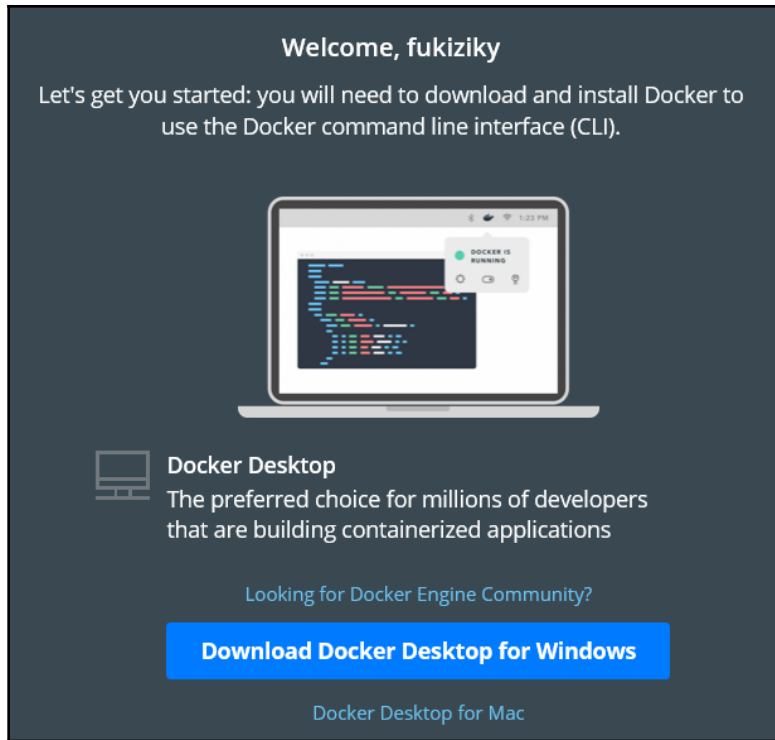 Welcome, fukiziky
Let's get you started: you will need to download and install Docker to
use the Docker command line interface (CLI).
1:23 PM
DOCKER IS
RUNNING
Docker Desktop
The preferred choice for millions of developers
that are building containerized applications
Looking for Docker Engine Community?
Download Docker Desktop for Windows
Docker Desktop for Mac